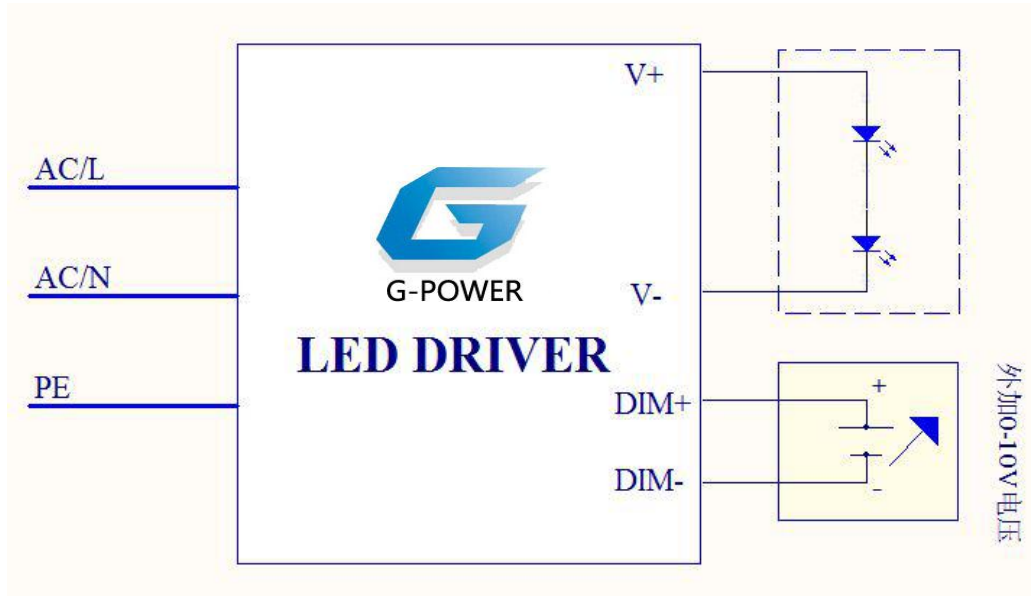 AC/L
AC/N
PE
G-POWER
LED DRIVER
V+
V-
DIM+
DIM-
+
-
外加0-10V电压